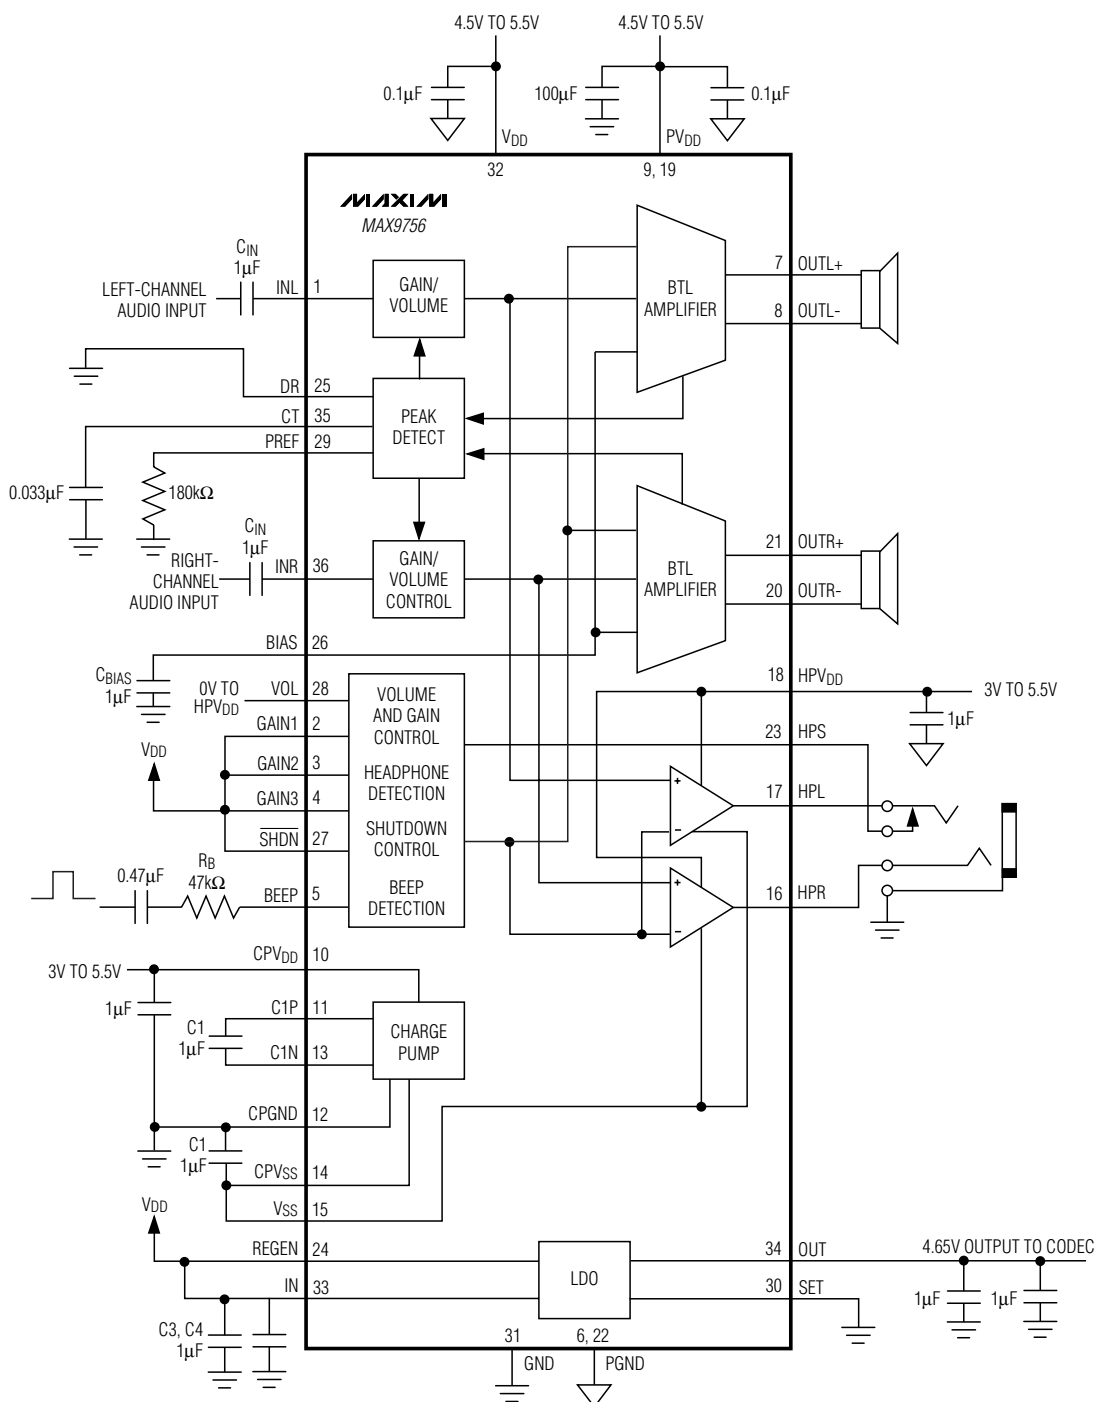 4.5V TO 5.5V
4.5V TO 5.5V
0.1µF
100µF
0.1µF
VDD
PVDD
32
9, 19
MAXIM
MAX9756
CIN
1µF
LEFT-CHANNEL
AUDIO INPUT
INL
1
GAIN/
VOLUME
BTL
AMPLIFIER
7
OUTL+
8
OUTL-
DR
25
CT
35
PREF
29
PEAK
DETECT
0.033µF
180kΩ
CIN
1µF
RIGHT-
CHANNEL
AUDIO INPUT
INR
36
GAIN/
VOLUME
CONTROL
BTL
AMPLIFIER
21
OUTR+
20
OUTR-
BIAS
26
CBIAS
1µF
0V TO
HPVDD
VOL
28
GAIN1
2
VDD
GAIN2
3
GAIN3
4
SHDN
27
VOLUME
AND GAIN
CONTROL
HEADPHONE
DETECTION
SHUTDOWN
CONTROL
BEEP
DETECTION
18
HPVDD
3V TO 5.5V
1µF
23
HPS
+
−
17
HPL
+
−
16
HPR
0.47µF
RB
47kΩ
BEEP
5
CPVDD
10
3V TO 5.5V
1µF
C1P
11
C1
1µF
C1N
13
CHARGE
PUMP
CPGND
12
C1
1µF
CPVSS
14
VSS
15
VDD
REGEN
24
IN
33
C3, C4
1µF
LDO
34
OUT
4.65V OUTPUT TO CODEC
30
SET
1µF
1µF
31
GND
6, 22
PGND